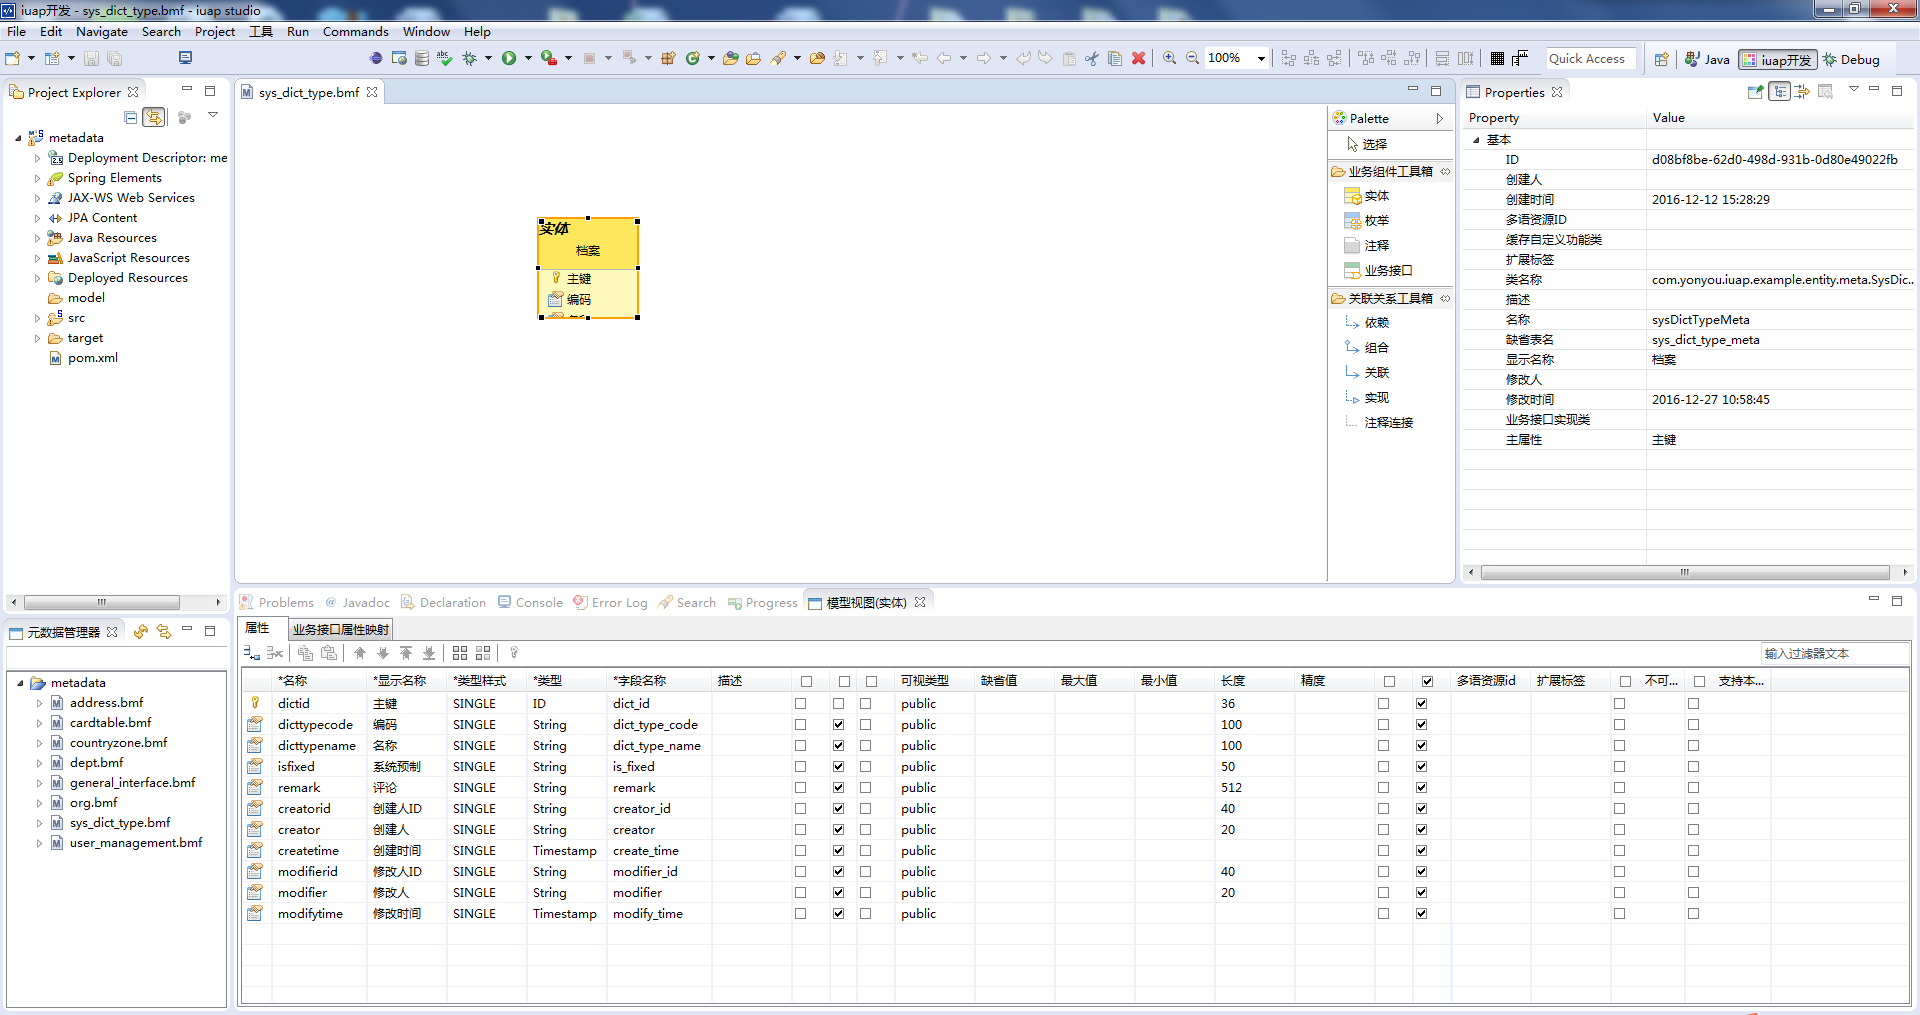 iuap开发 - sys_dict_type.bmf - iuap studio
File Edit Navigate Search Project 工具 Run Commands Window Help
100% Quick Access Java iuap开发 Debug
Project Explorer
metadata
Deployment Descriptor: me
Spring Elements
JAX-WS Web Services
JPA Content
Java Resources
JavaScript Resources
Deployed Resources
model
src
target
pom.xml
sys_dict_type.bmf
实体
档案
主键
编码
Palette
选择
业务组件工具箱
实体
枚举
注释
业务接口
关联关系工具箱
依赖
组合
关联
实现
注释连接
Properties
Property Value
基本
ID d08bf8be-62d0-498d-931b-0d80e49022fb
创建人
创建时间 2016-12-12 15:28:29
多语资源ID
缓存自定义功能类
扩展标签
类名称 com.yonyou.iuap.example.entity.meta.SysDic...
描述
名称 sysDictTypeMeta
缺省表名 sys_dict_type_meta
显示名称 档案
修改人
修改时间 2016-12-27 10:58:45
业务接口实现类
主属性 主键
元数据管理器
metadata
address.bmf
cardtable.bmf
countryzone.bmf
dept.bmf
general_interface.bmf
org.bmf
sys_dict_type.bmf
user_management.bmf
Problems Javadoc Declaration Console Error Log Search Progress 模型视图(实体)
属性 业务接口属性映射
输入过滤器文本
*名称 *显示名称 *类型样式 *类型 *字段名称 描述 可视类型 缺省值 最大值 最小值 长度 精度 多语资源id 扩展标签 不可... 支持本...
dictid 主键 SINGLE ID dict_id public 36
dicttypecode 编码 SINGLE String dict_type_code public 100
dicttypename 名称 SINGLE String dict_type_name public 100
isfixed 系统预制 SINGLE String is_fixed public 50
remark 评论 SINGLE String remark public 512
creatorid 创建人ID SINGLE String creator_id public 40
creator 创建人 SINGLE String creator public 20
createtime 创建时间 SINGLE Timestamp create_time public
modifierid 修改人ID SINGLE String modifier_id public 40
modifier 修改人 SINGLE String modifier public 20
modifytime 修改时间 SINGLE Timestamp modify_time public